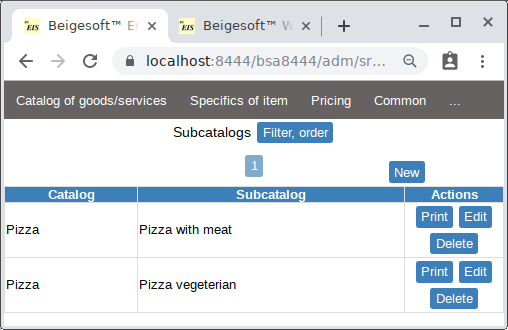 EIS Beigesoft™ En EIS Beigesoft™ W
localhost:8444/bsa8444/adm/sr...
Catalog of goods/services Specifics of item Pricing Common ...
Subcatalogs Filter, order
1
New
Catalog Subcatalog Actions
Pizza Pizza with meat Print Edit
Delete
Pizza Pizza vegeterian Print Edit
Delete